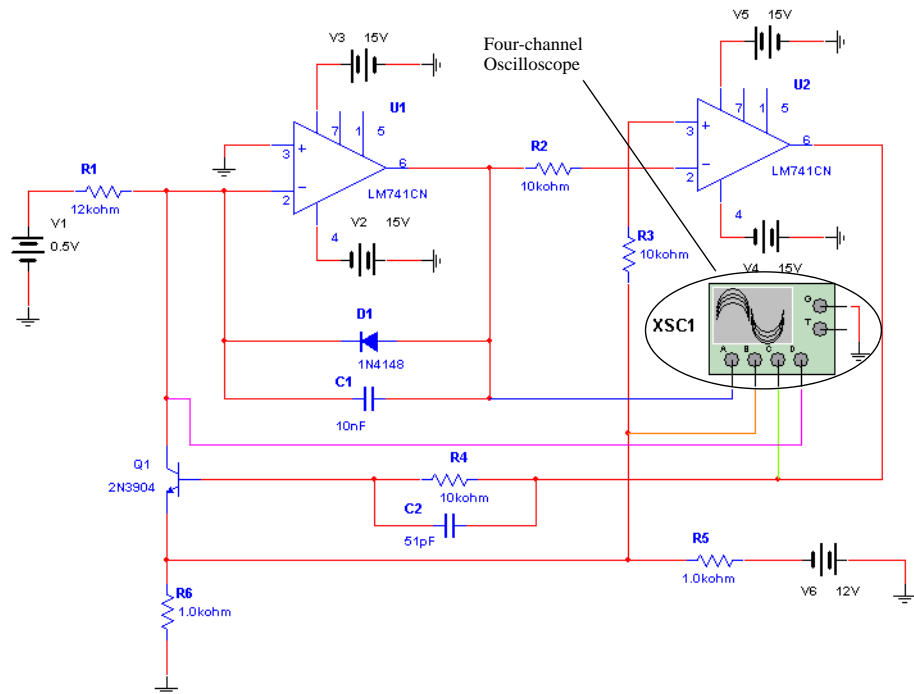 V5 15V
V3 15V
Four-channel
Oscilloscope
U1
U2
7 1 5
7 1 5
3 +
6
2 −
LM741CN
3 +
6
2 −
LM741CN
R1
12kohm
R2
10kohm
V1
0.5V
4
V2 15V
4
V4 15V
R3
10kohm
D1
1N4148
XSC1
G
T
A B C D
C1
10nF
Q1
2N3904
R4
10kohm
C2
51pF
R5
1.0kohm
V6 12V
R6
1.0kohm